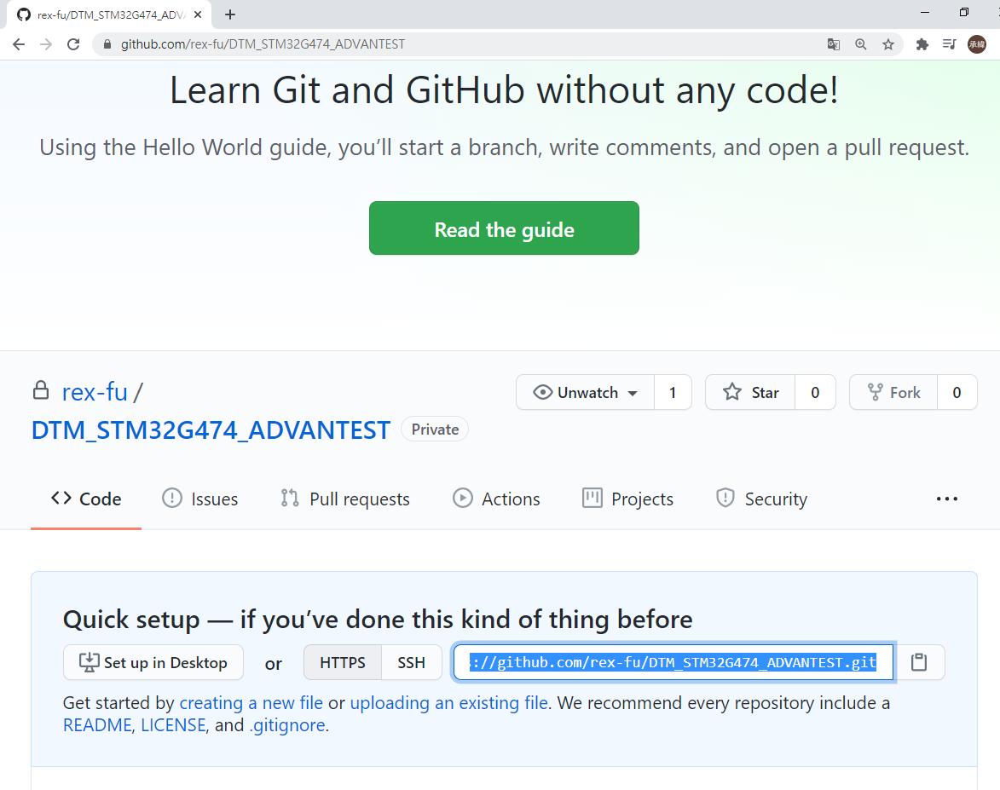 rex-fu/DTM_STM32G474_ADV
github.com/rex-fu/DTM_STM32G474_ADVANTEST
承緯
Learn Git and GitHub without any code!
Using the Hello World guide, you’ll start a branch, write comments, and open a pull request.
Read the guide
rex-fu /
Unwatch 1 Star 0 Fork 0
DTM_STM32G474_ADVANTEST Private
Code Issues Pull requests Actions Projects Security
Quick setup — if you’ve done this kind of thing before
Set up in Desktop or HTTPS SSH ://github.com/rex-fu/DTM_STM32G474_ADVANTEST.git
Get started by creating a new file or uploading an existing file. We recommend every repository include a
README, LICENSE, and .gitignore.